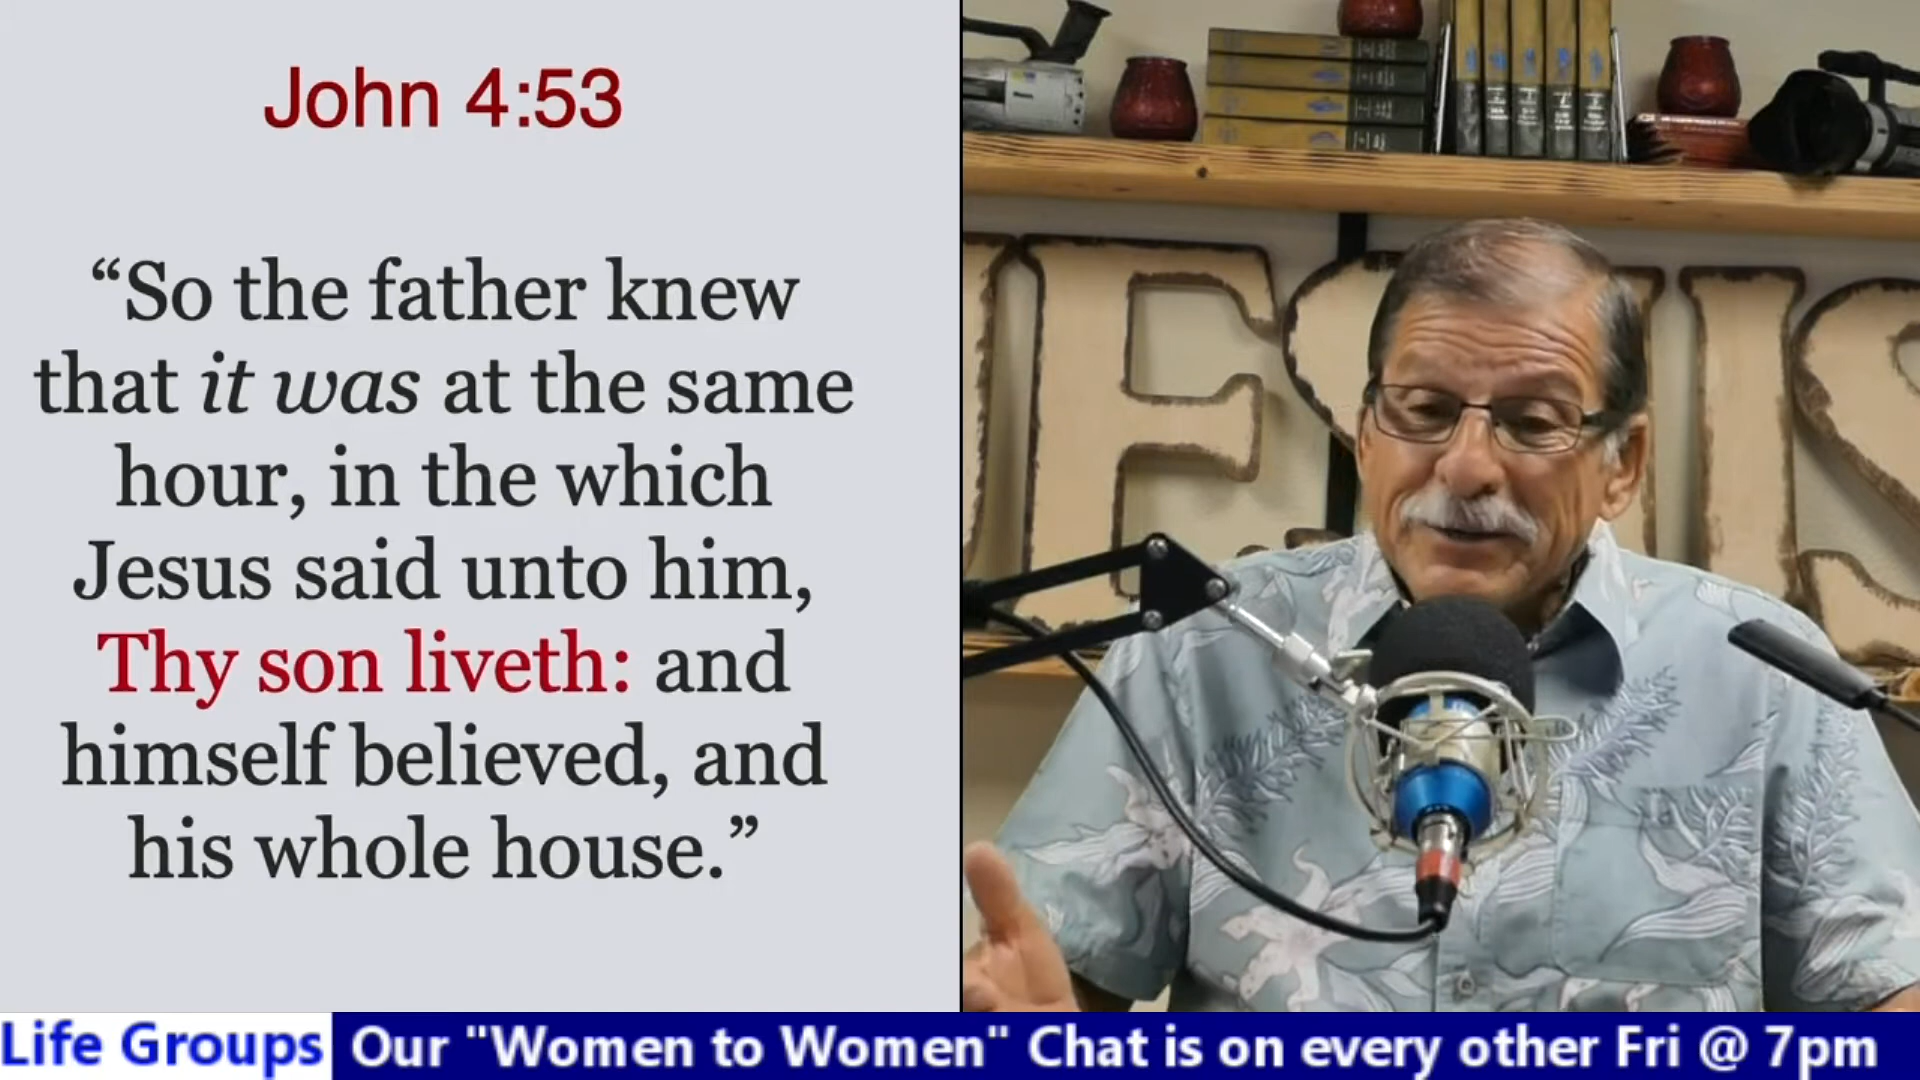 John 4:53
“So the father knew
that it was at the same
hour, in the which
Jesus said unto him,
Thy son liveth: and
himself believed, and
his whole house.”
JESUS
Life Groups
Our "Women to Women" Chat is on every other Fri @ 7pm